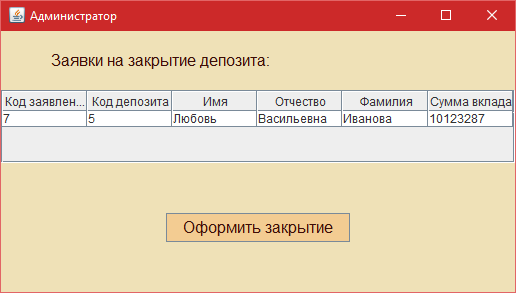 Администратор
Заявки на закрытие депозита:
Код заявлен... Код депозита Имя Отчество Фамилия Сумма вклада
7 5 Любовь Васильевна Иванова 10123287
Оформить закрытие